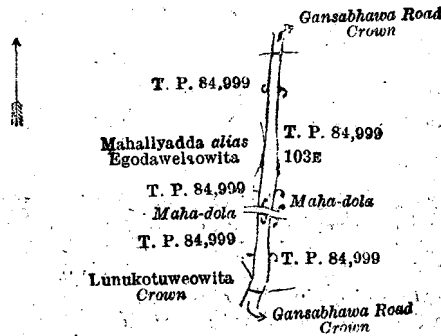 Gansabhawa Road
Crown
T. P. 84,999
T. P. 84,999
103E
Mahallyadda alias
Egodawelaowita
T. P. 84,999
Maha-dola
Maha-dola
T. P. 84,999
T. P. 84,999
Lunukotuweowita
Crown
Gansabhawa Road
Crown